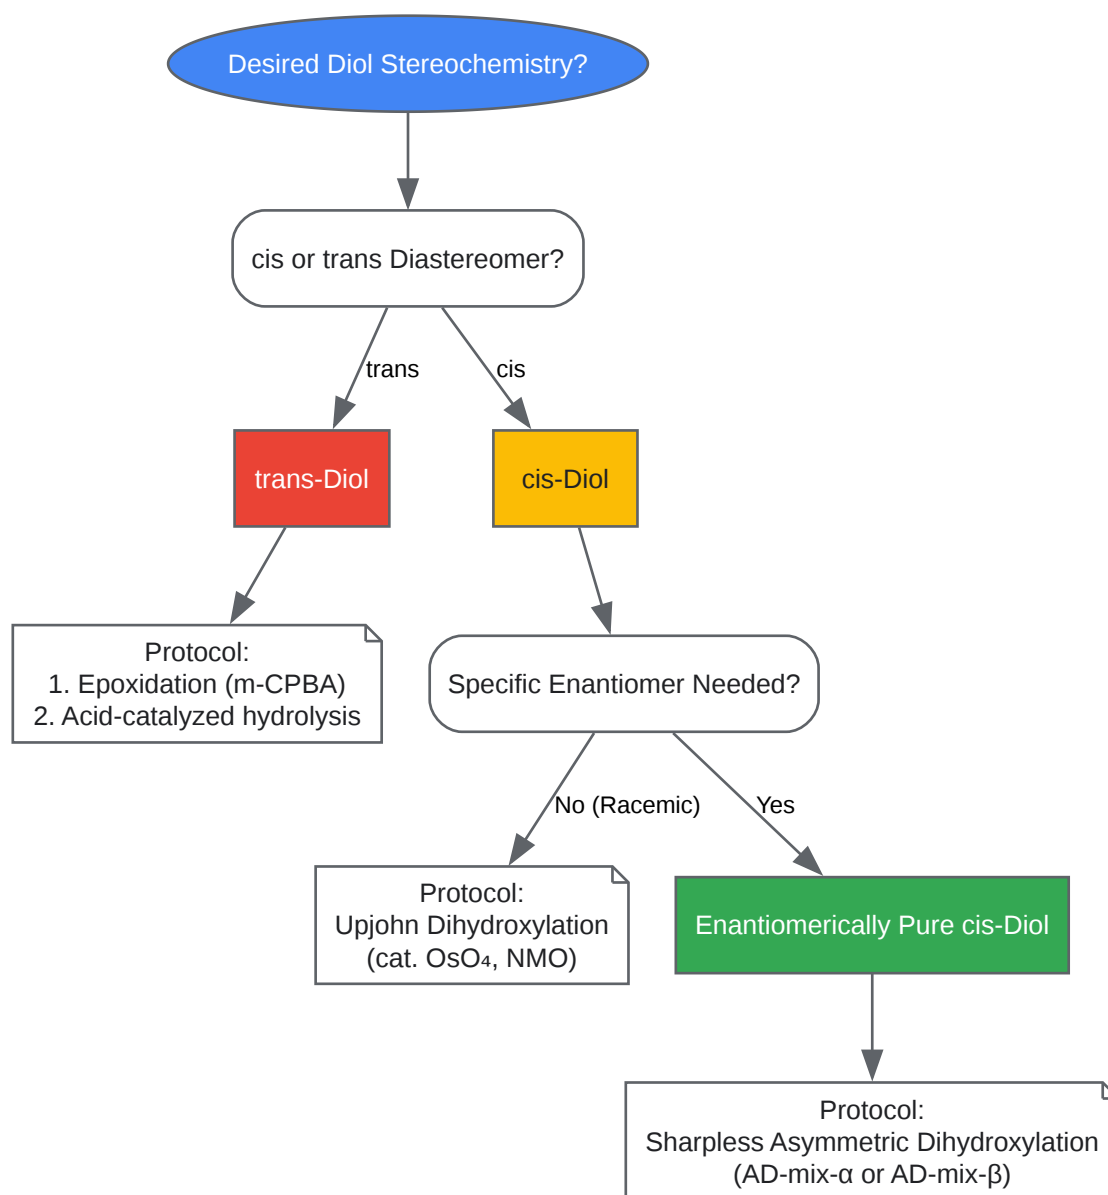 Desired Diol Stereochemistry?
cis or trans Diastereomer?
trans
cis
trans-Diol
cis-Diol
Protocol:
1. Epoxidation (m-CPBA)
2. Acid-catalyzed hydrolysis
Specific Enantiomer Needed?
No (Racemic)
Yes
Protocol:
Upjohn Dihydroxylation
(cat. OsO₄, NMO)
Enantiomerically Pure cis-Diol
Protocol:
Sharpless Asymmetric Dihydroxylation
(AD-mix-α or AD-mix-β)